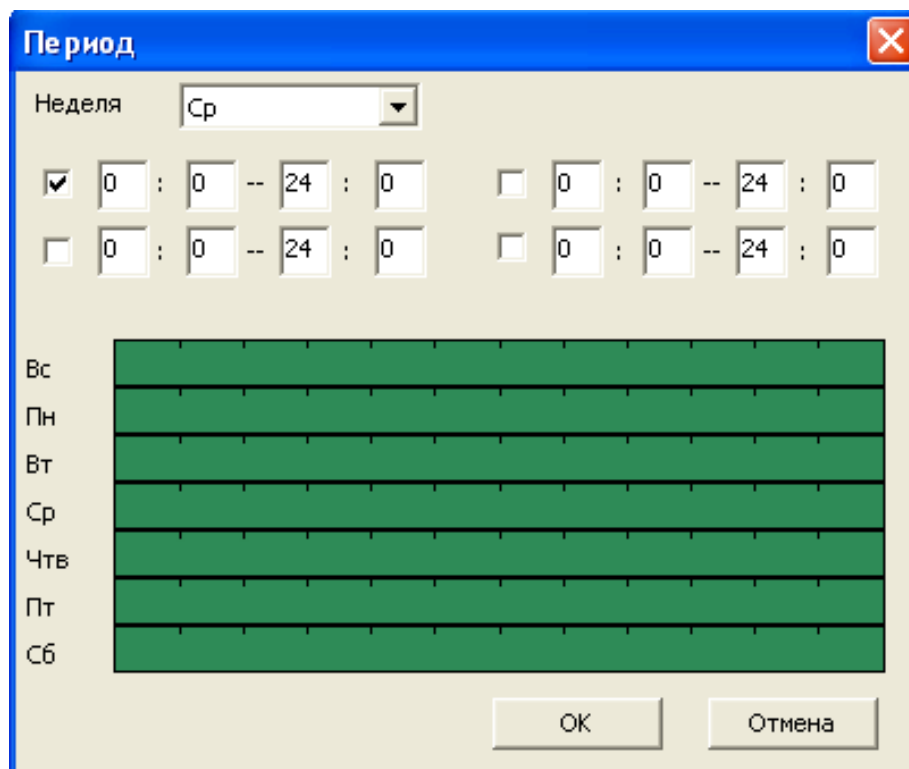 Период
Неделя Ср
0 : 0 -- 24 : 0 0 : 0 -- 24 : 0
0 : 0 -- 24 : 0 0 : 0 -- 24 : 0
Вс
Пн
Вт
Ср
Чтв
Пт
Сб
ОК Отмена